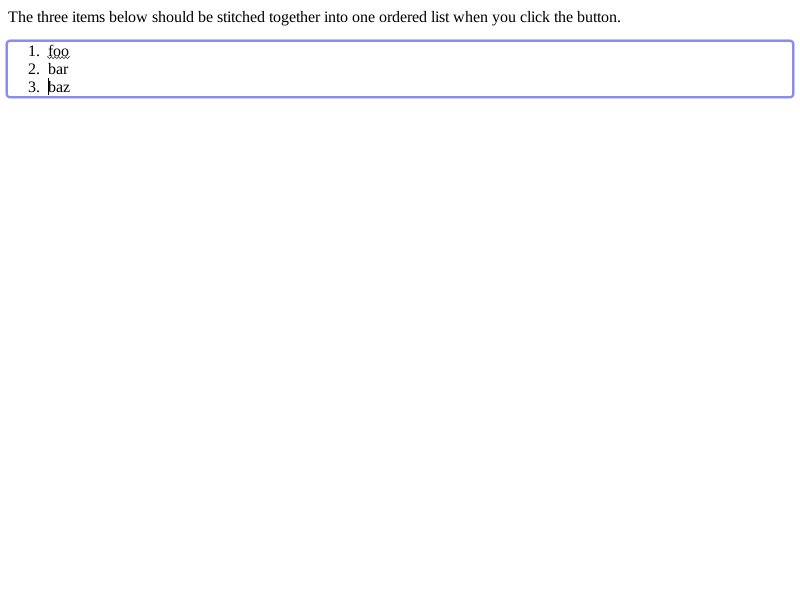 The three items below should be stitched together into one ordered list when you click the button.
1. foo
2. bar
3. baz